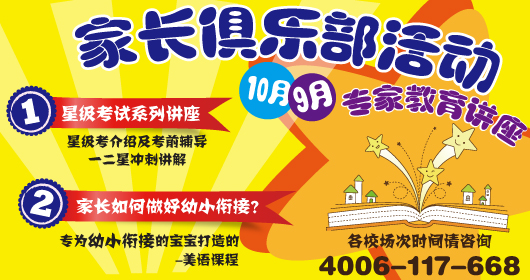 家长俱乐部活动
10月 9月
专家教育讲座
1 星级考试系列讲座
星级考介绍及考前辅导
一二星冲刺讲解
2 家长如何做好幼小衔接?
专为幼小衔接的宝宝打造的
-美语课程
各校场次时间请咨询
4006-117-668